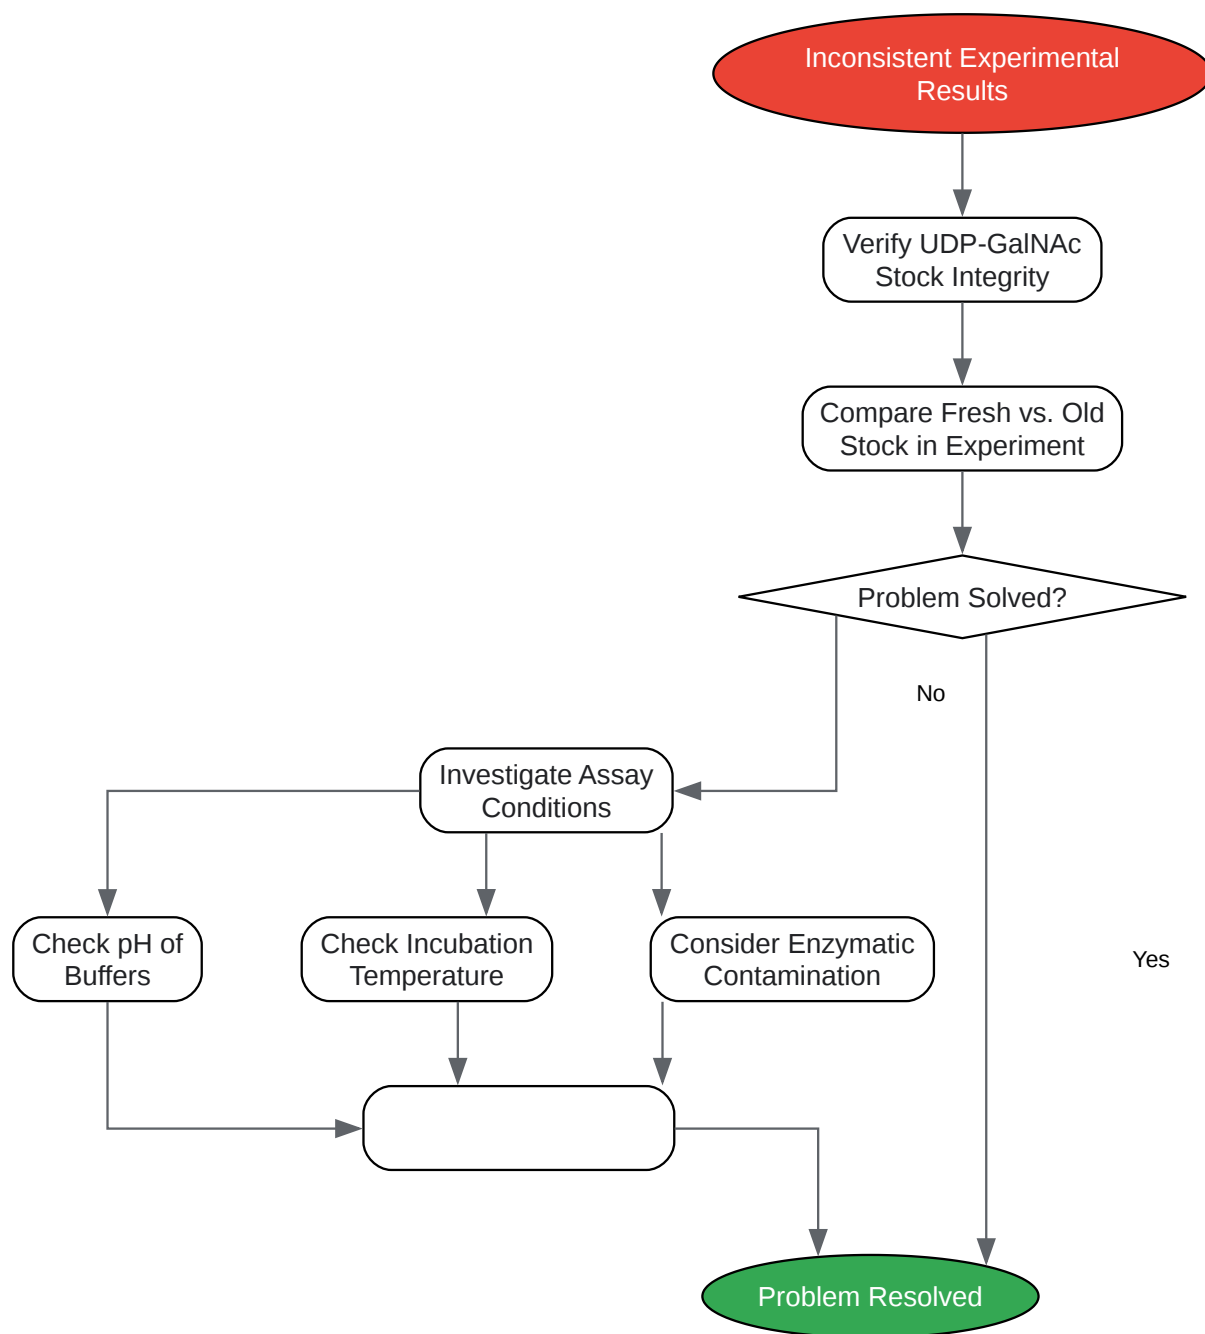 Inconsistent Experimental
Results
Verify UDP-GalNAc
Stock Integrity
Compare Fresh vs. Old
Stock in Experiment
Problem Solved?
No
Investigate Assay
Conditions
Check pH of
Buffers
Check Incubation
Temperature
Consider Enzymatic
Contamination
Yes
Problem Resolved